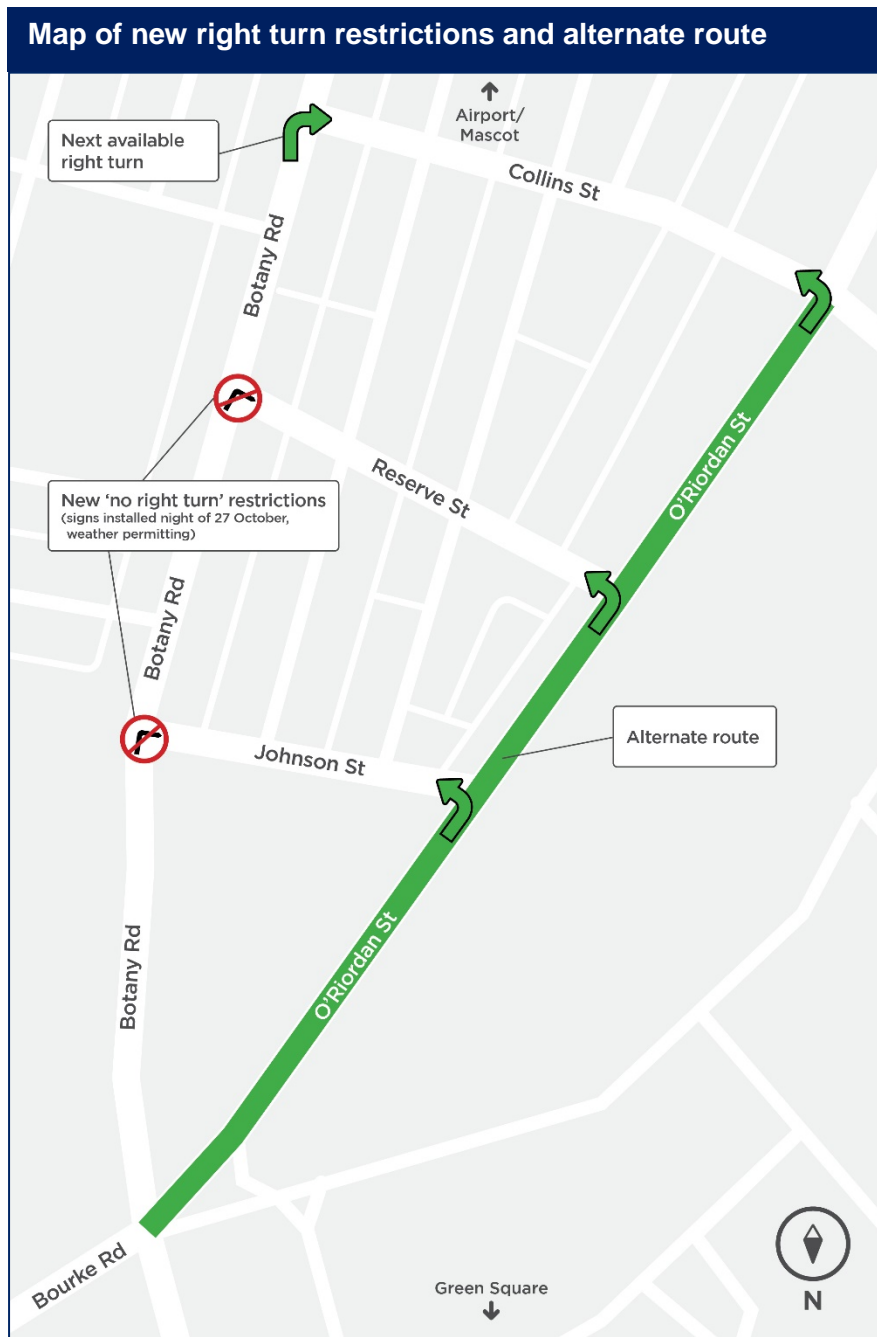 Map of new right turn restrictions and alternate route
Airport/
Mascot
Next available
right turn
Collins St
Botany Rd
O'Riordan St
Reserve St
New ‘no right turn’ restrictions
(signs installed night of 27 October,
weather permitting)
Botany Rd
Alternate route
Johnson St
Botany Rd
O'Riordan St
Bourke Rd
Green Square
N